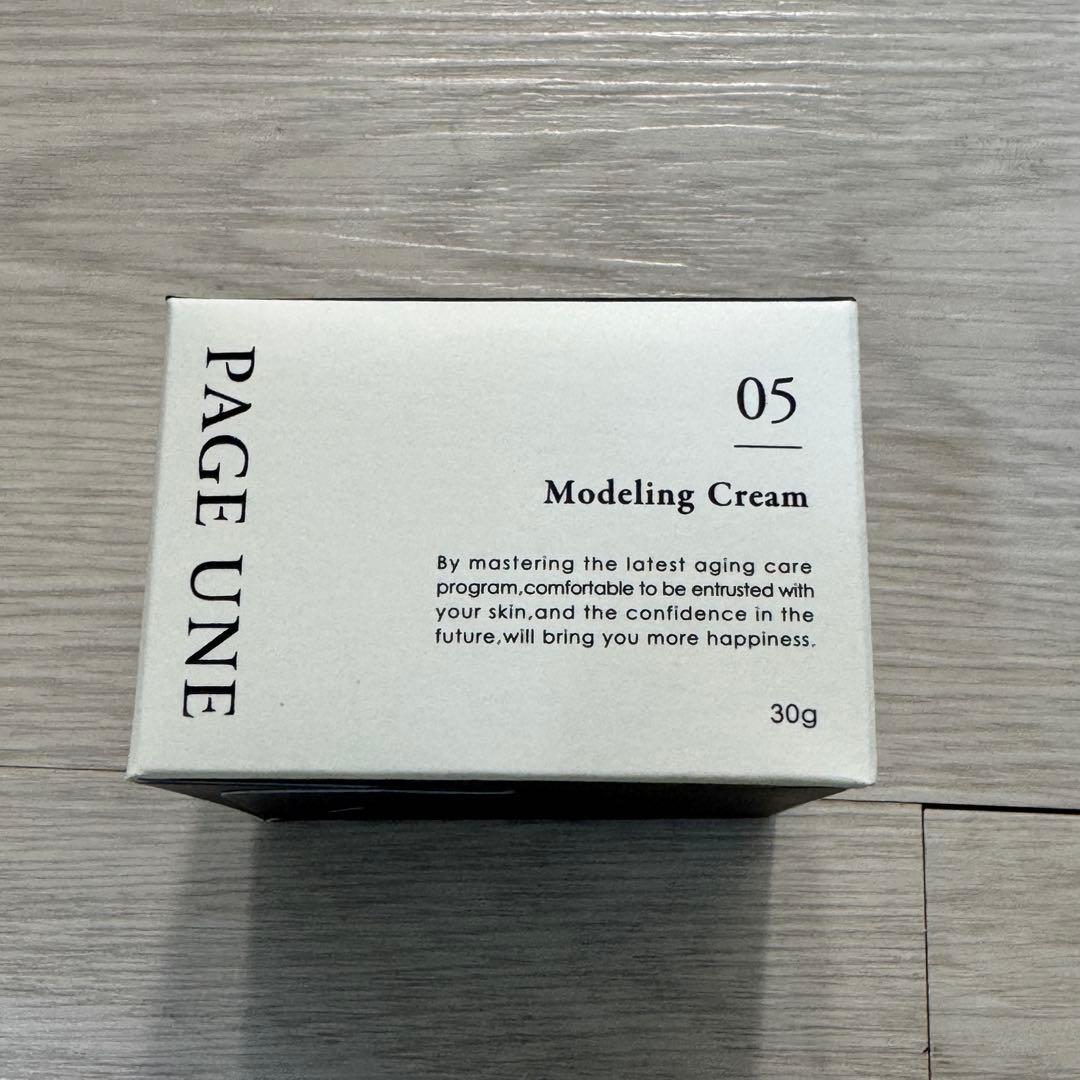 PAGE UNE
05
Modeling Cream
By mastering the latest aging care
program,comfortable to be entrusted with
your skin,and the confidence in the
future,will bring you more happiness.
30g